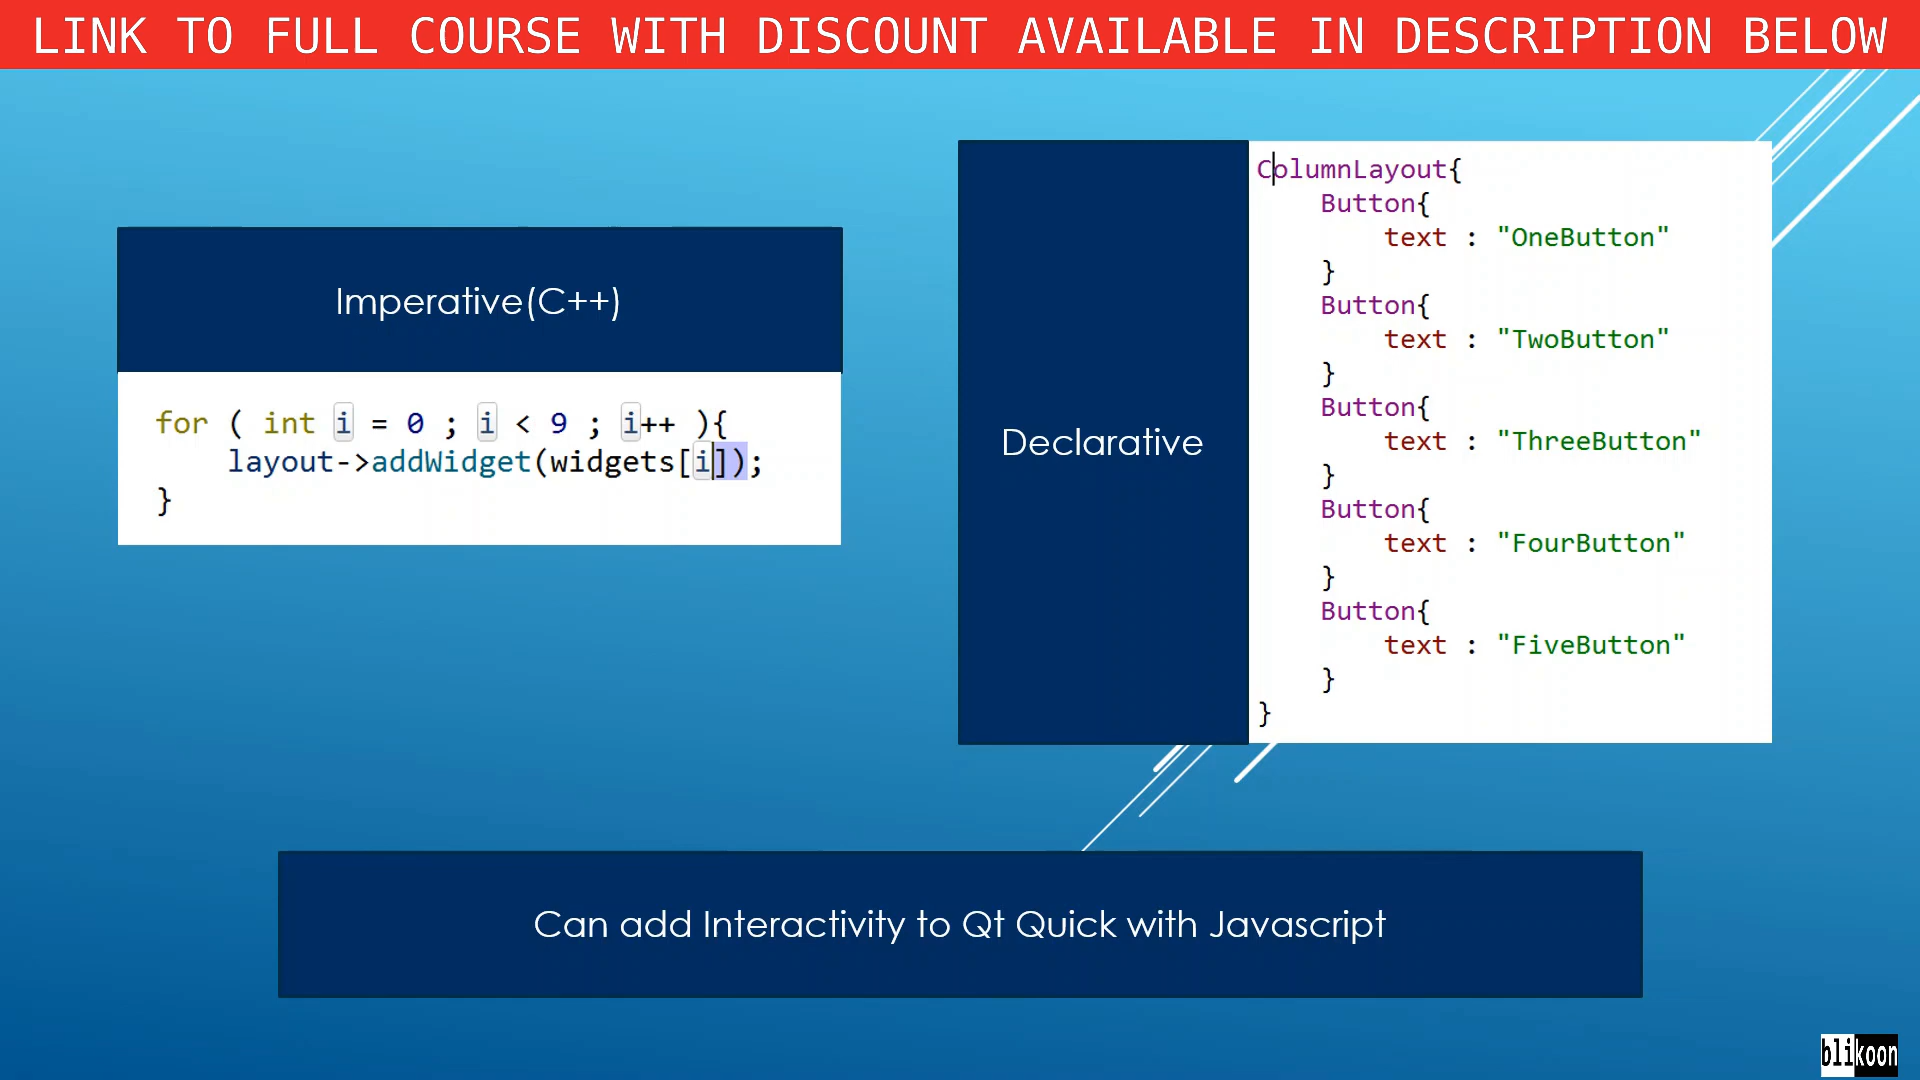 LINK TO FULL COURSE WITH DISCOUNT AVAILABLE IN DESCRIPTION BELOW
Imperative(C++)
for ( int i = 0 ; i < 9 ; i++ ){
    layout->addWidget(widgets[i]);
}
Declarative
ColumnLayout{
    Button{
        text : "OneButton"
    }
    Button{
        text : "TwoButton"
    }
    Button{
        text : "ThreeButton"
    }
    Button{
        text : "FourButton"
    }
    Button{
        text : "FiveButton"
    }
}
Can add Interactivity to Qt Quick with Javascript
blikoon